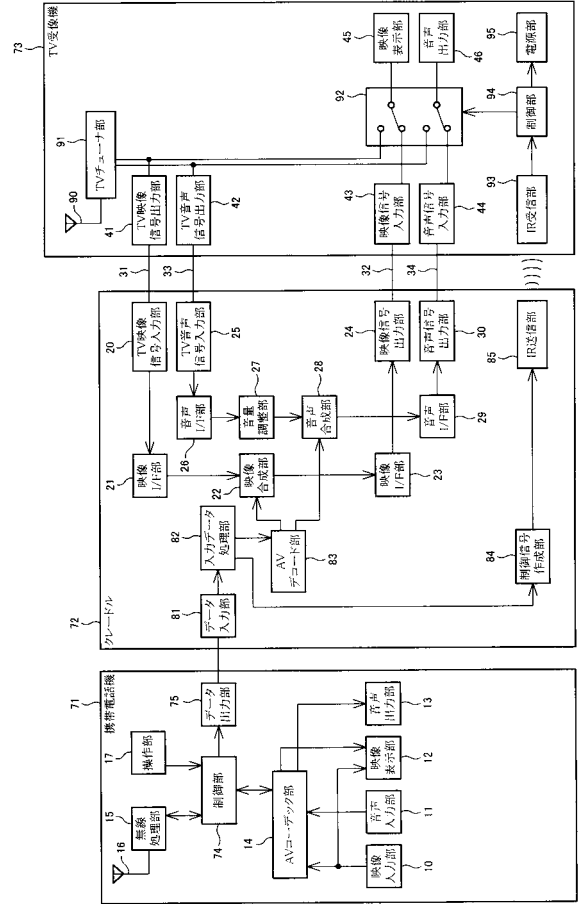 71
携帯電話機
16
15
無線
処理部
17
操作部
制御部
74
75
データ
出力部
14
AVコーデック部
10
映像
入力部
11
音声
入力部
12
映像
表示部
13
音声
出力部
72
クレードル
81
データ
入力部
82
入力データ
処理部
AV
デコード部
83
84
制御信号
作成部
85
IR送信部
20
TV映像
信号入力部
21
映像
I/F部
22
映像
合成部
23
映像
I/F部
24
映像信号
出力部
25
TV音声
信号入力部
26
音声
I/F部
27
音量
調整部
28
音声
合成部
29
音声
I/F部
30
音声信号
出力部
31
33
32
34
73
TV受像機
90
91
TVチューナ部
41
TV映像
信号出力部
42
TV音声
信号出力部
43
映像信号
入力部
44
音声信号
入力部
92
45
映像
表示部
46
音声
出力部
93
IR受信部
94
制御部
95
電源部